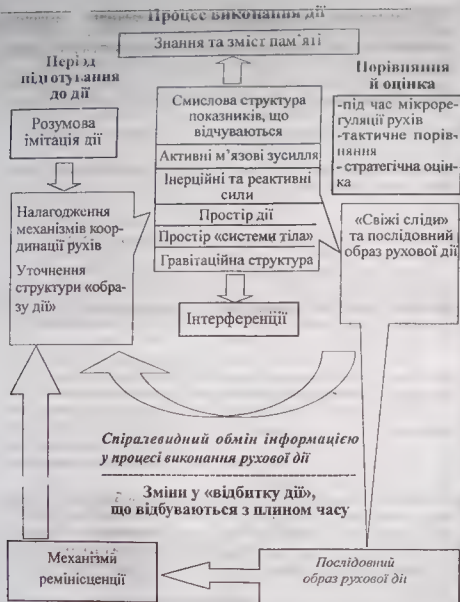 Процес виконання дії
Знання та зміст пам'яті
Період
підготування
до дії
Розумова
імітація дії
Налагодження
механізмів коор-
динації рухів
Уточнення
структури «обра-
зу дії»
Смислова структура
показників, що
відчуваються
Активні м'язові зусилля
Інерційні та реактивні
сили
Простір дії
Простір «системи тіла»
Гравітаційна структура
Інтерференції
Порівняння
й оцінка
-під час мікроре-
гуляції рухів
-тактичне порів-
няння
-стратегічна оцін-
ка
«Свіжі сліди»
та послідовний
образ рухової дії
Спіралевидний обмін інформацією
у процесі виконання рухової дії
Зміни у «відбитку дії»,
що відбуваються з плином часу
Механізми
ремінісценції
Послідовний
образ рухової дії